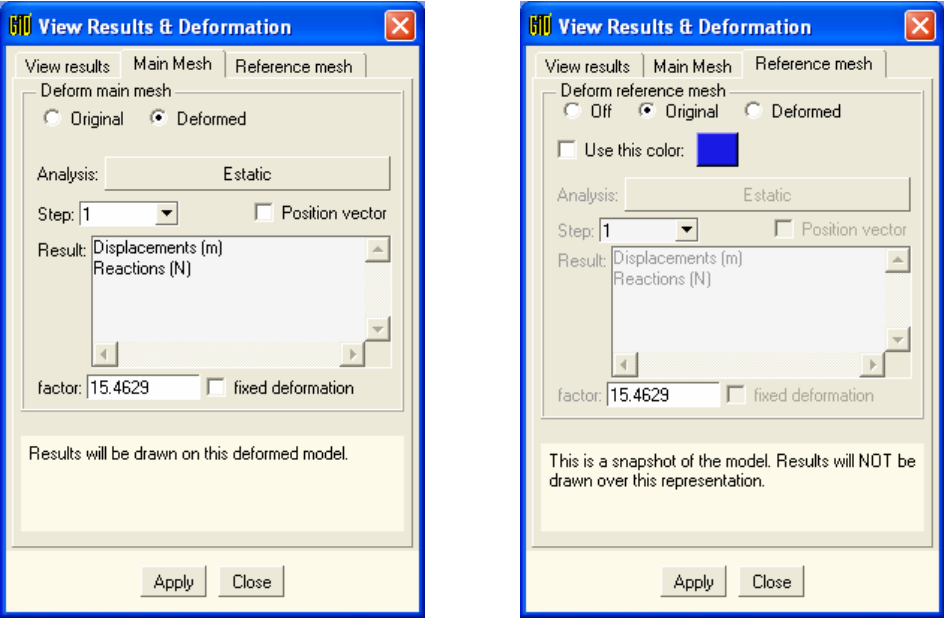 GiD View Results & Deformation
View results Main Mesh Reference mesh
Deform main mesh
Original Deformed
Analysis: Estatic
Step: 1 Position vector
Result: Displacements (m)
Reactions (N)
factor: 15.4629 fixed deformation
Results will be drawn on this deformed model.
Apply Close
GiD View Results & Deformation
View results Main Mesh Reference mesh
Deform reference mesh
Off Original Deformed
Use this color:
Analysis: Estatic
Step: 1 Position vector
Result: Displacements (m)
Reactions (N)
factor: 15.4629 fixed deformation
This is a snapshot of the model. Results will NOT be
drawn over this representation.
Apply Close